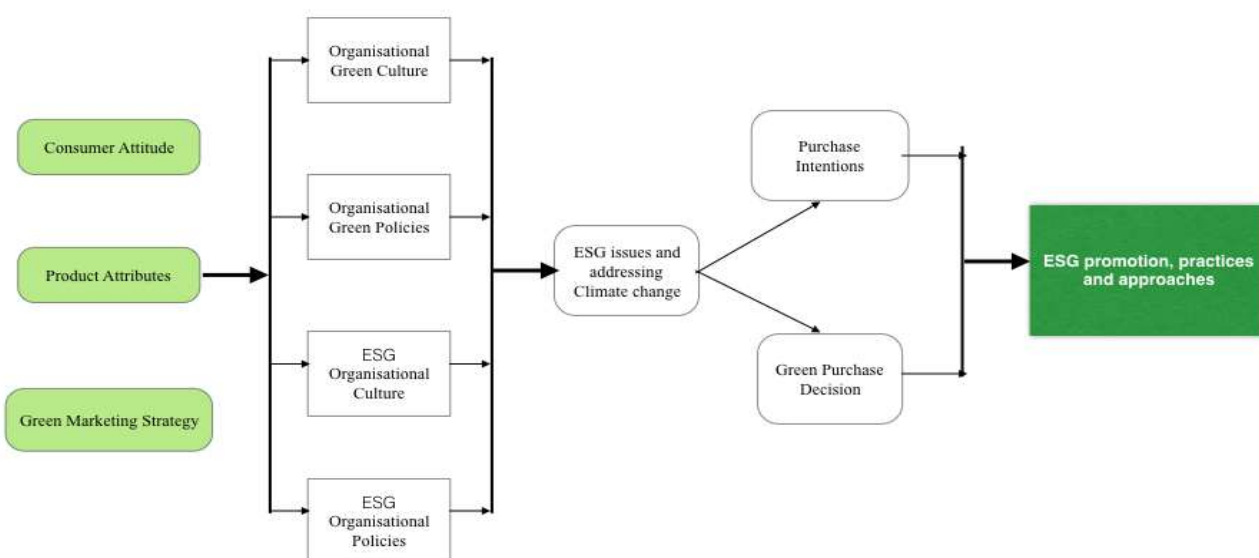 Consumer Attitude
Product Attributes
Green Marketing Strategy
Organisational
Green Culture
Organisational
Green Policies
ESG
Organisational
Culture
ESG
Organisational
Policies
ESG issues and
addressing
Climate change
Purchase
Intentions
Green Purchase
Decision
ESG promotion, practices
and approaches